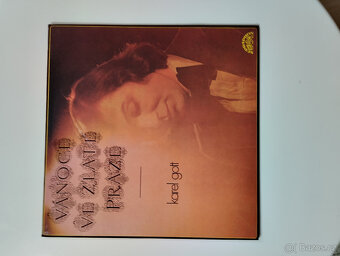 VÁNOCE
VE ZLATÉ
PRAZE
karel gott